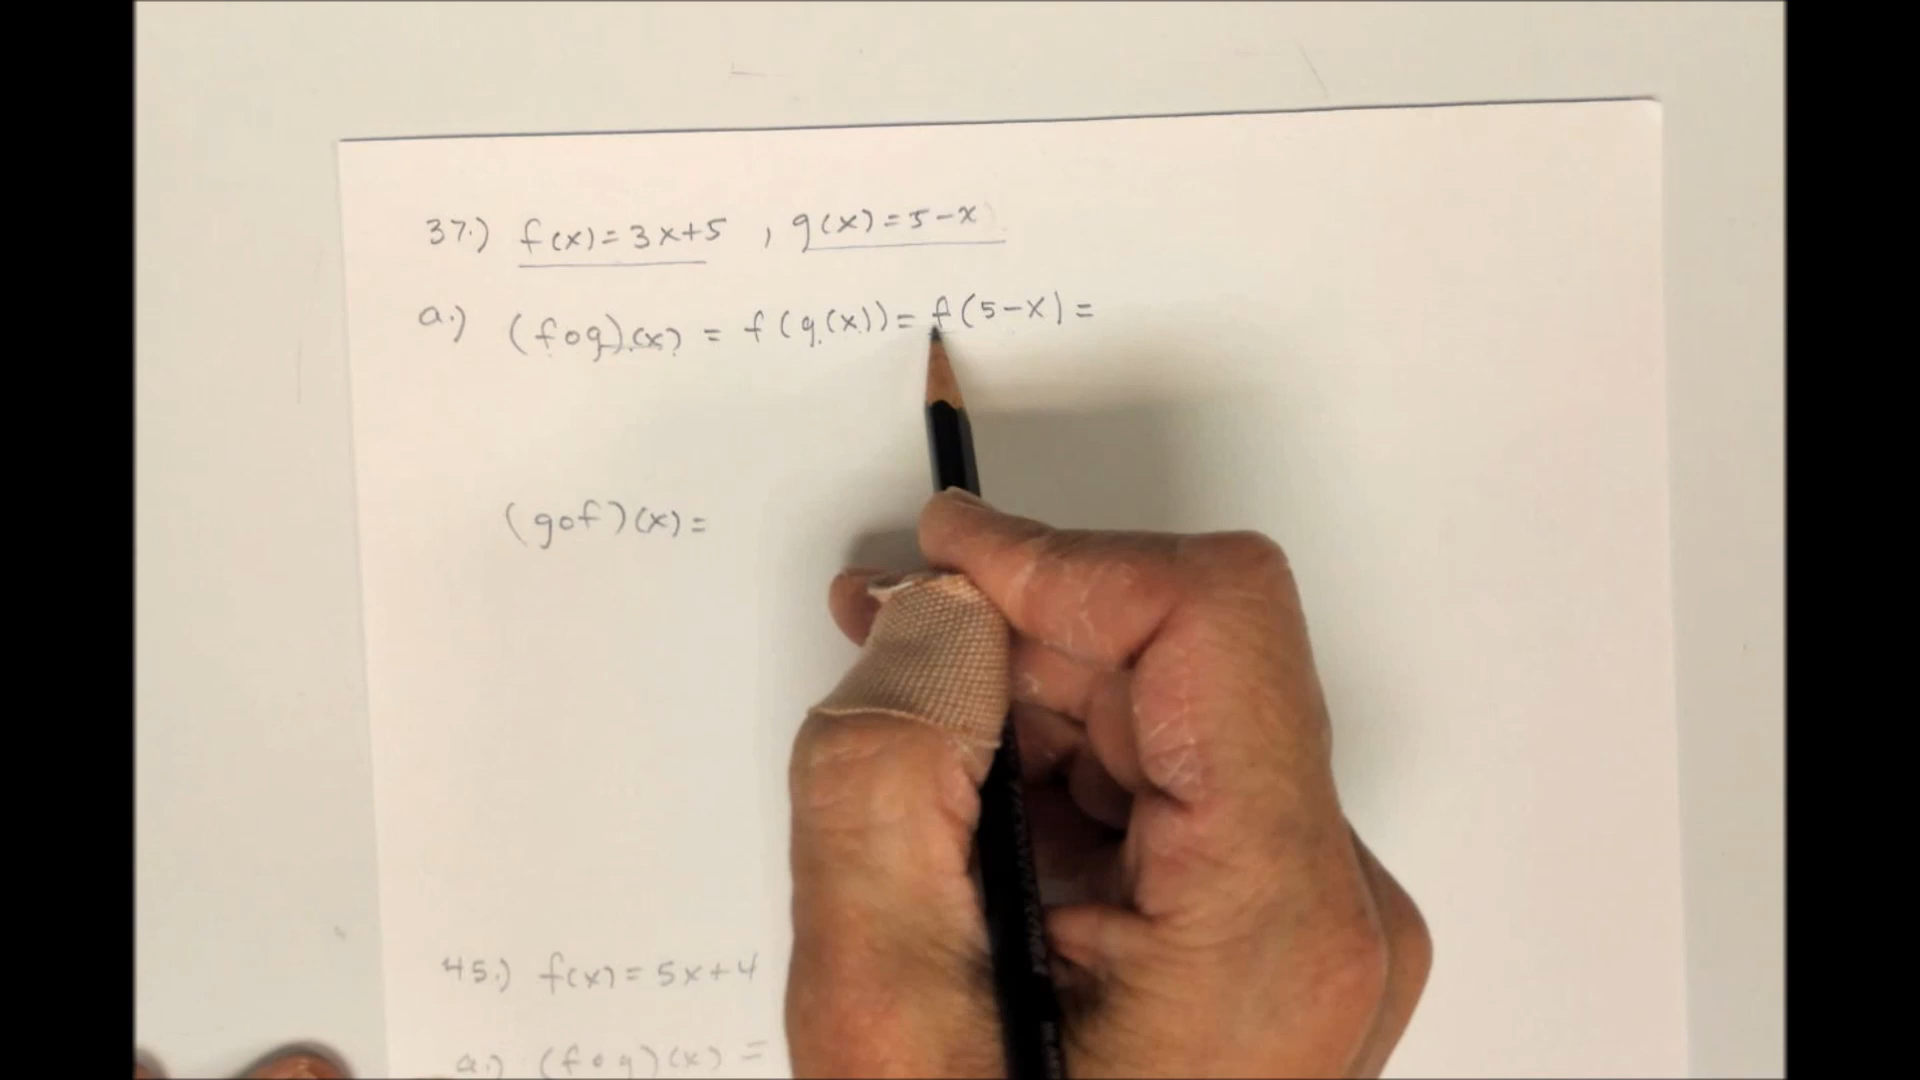 37.) f(x)=3x+5 , g(x)=5-x
a.) (fog)(x) = f(g(x))= f(5-x)=
(gof)(x)=
45.) f(x)=5x+4
a.) (fog)(x) =